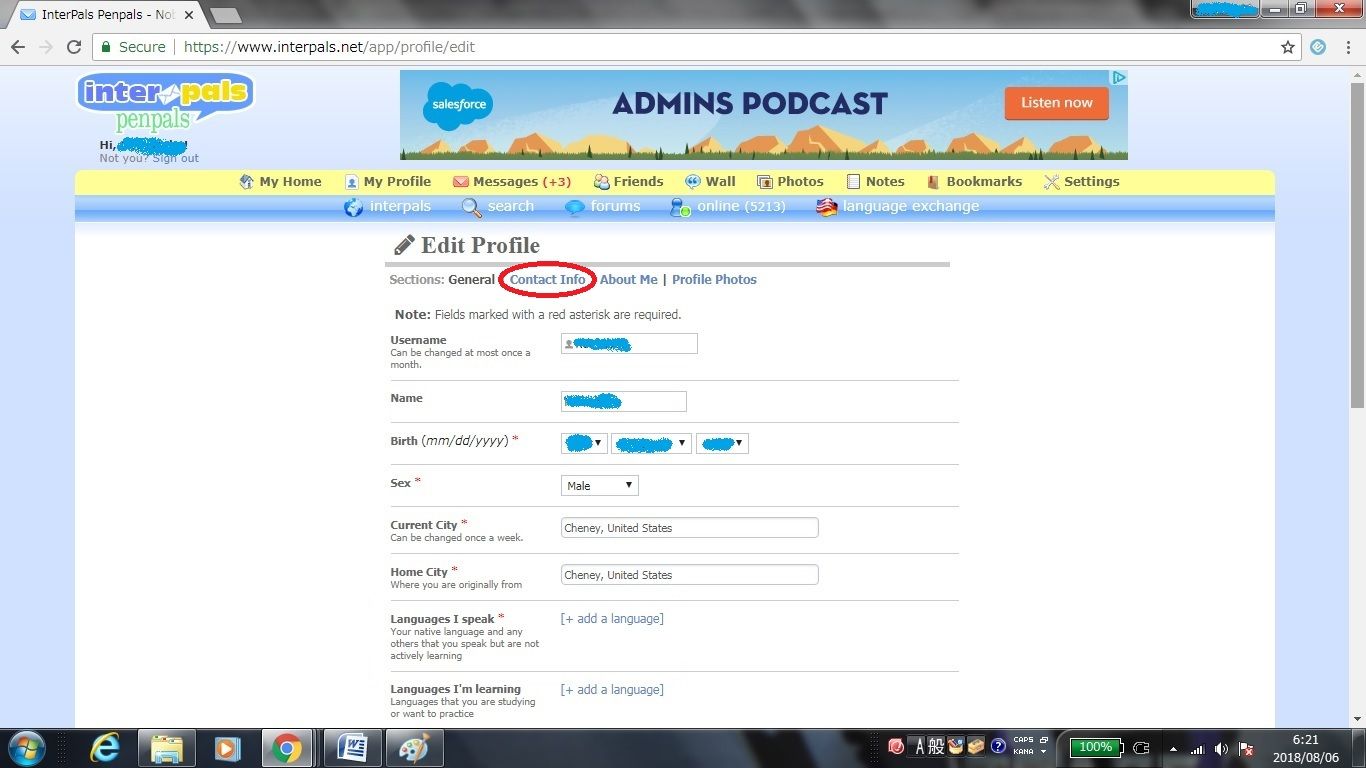 InterPals Penpals - Not
Secure
https://www.interpals.net/app/profile/edit
inter pals
penpals
Hi,
Not you? Sign out
salesforce
ADMINS PODCAST
Listen now
My Home
My Profile
Messages (+3)
Friends
Wall
Photos
Notes
Bookmarks
Settings
interpals
search
forums
online (5213)
language exchange
Edit Profile
Sections: General Contact Info About Me | Profile Photos
Note: Fields marked with a red asterisk are required.
Username
Can be changed at most once a
month.
Name
Birth (mm/dd/yyyy) *
Sex *
Male
Current City *
Can be changed once a week.
Cheney, United States
Home City *
Where you are originally from
Cheney, United States
Languages I speak *
Your native language and any
others that you speak but are not
actively learning
[+ add a language]
Languages I'm learning
Languages that you are studying
or want to practice
[+ add a language]
A 般
CAPS
KANA
100%
6:21
2018/08/06